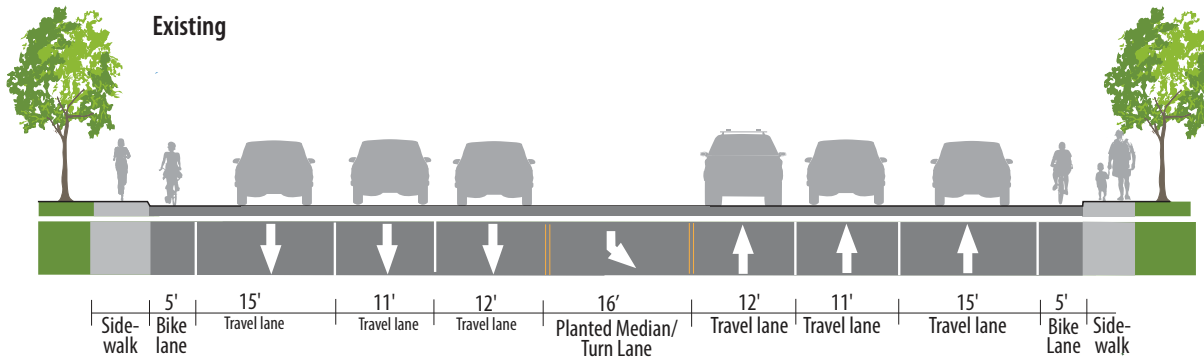 Existing
5' 15' 11' 12' 16' 12' 11' 15' 5'
Side-
walk
Bike
lane
Travel lane
Travel lane
Travel lane
Planted Median/
Turn Lane
Travel lane
Travel lane
Travel lane
Bike
Lane
Side-
walk